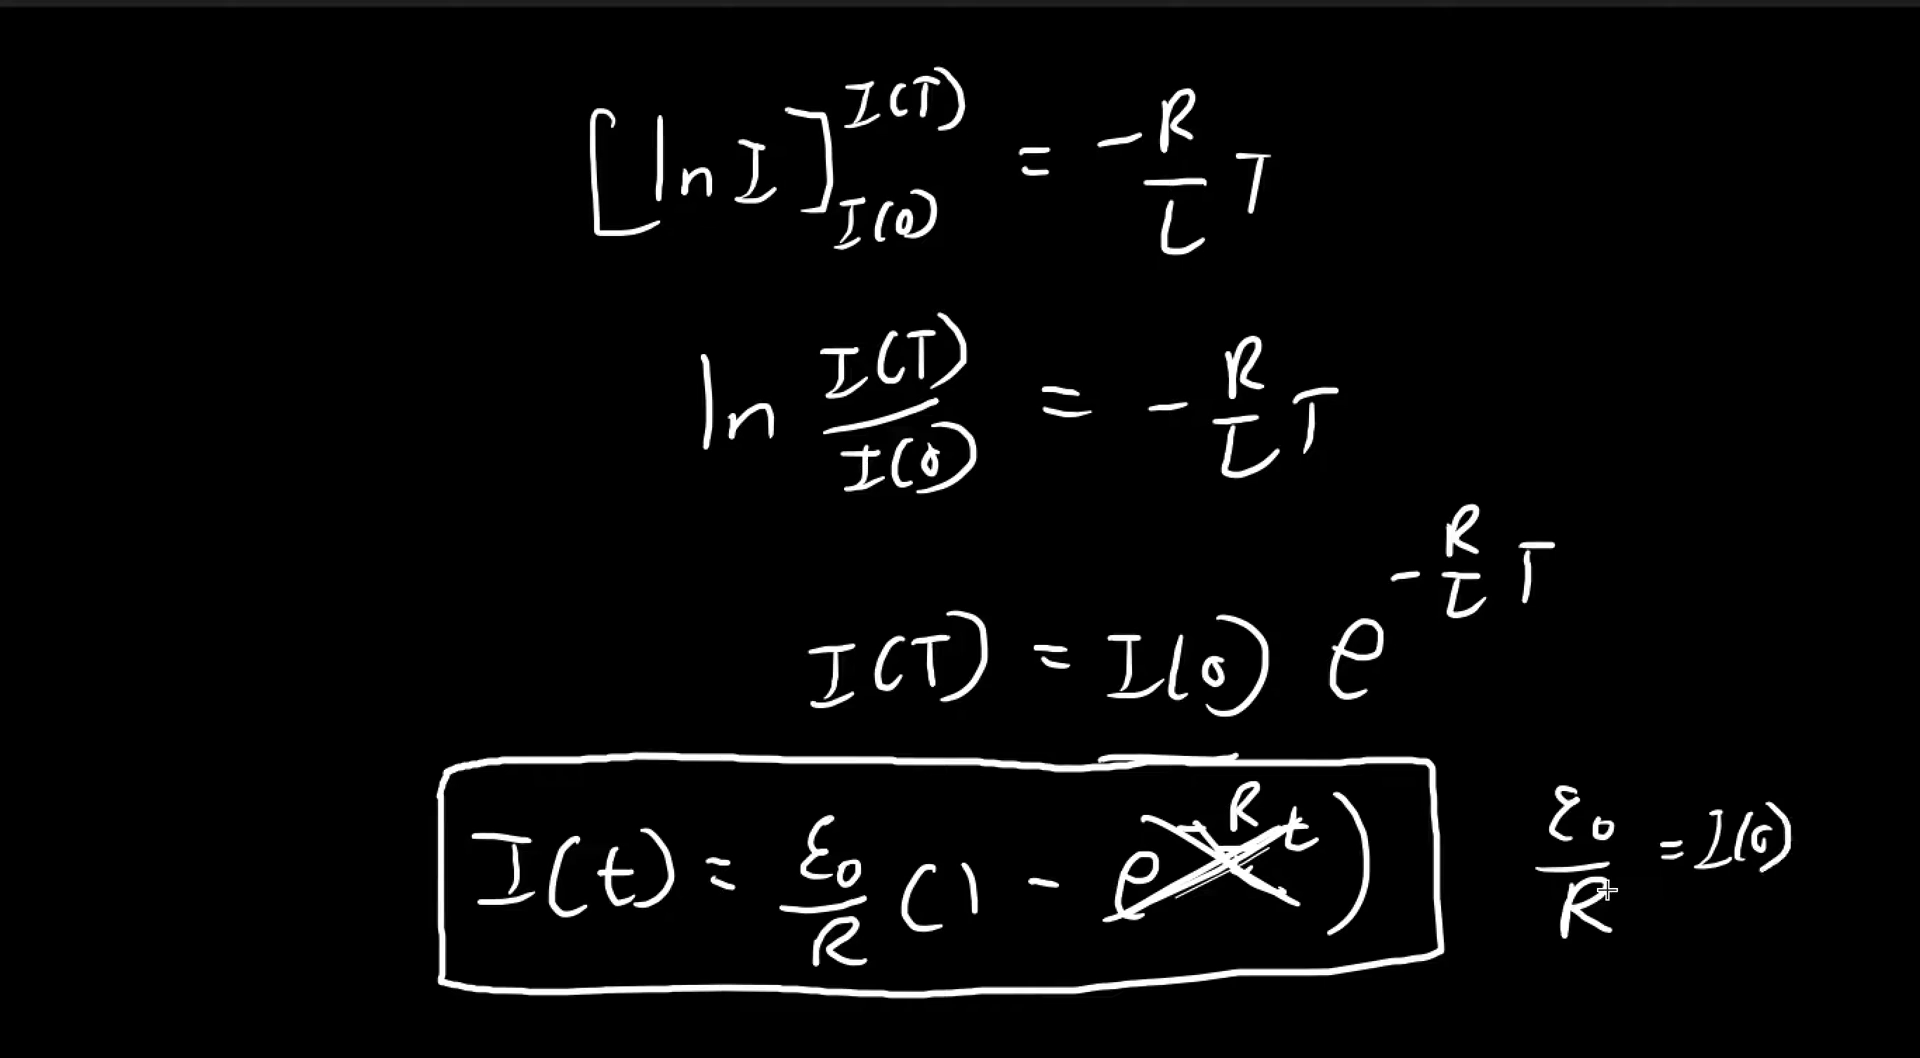 [ln I]_{I(0)}^{I(T)} = -R/L T
ln I(T)/I(0) = - R/L T
I(T) = I(0) e^{-R/L T}
I(t) = ε₀/R (1 - e^{-R/L t})
ε₀/R = I(0)